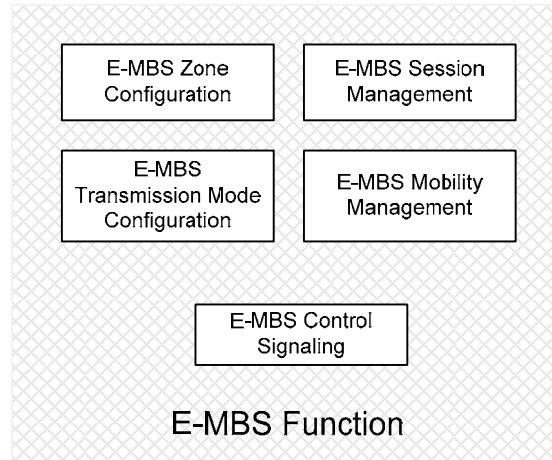 E-MBS Zone
Configuration
E-MBS Session
Management
E-MBS
Transmission Mode
Configuration
E-MBS Mobility
Management
E-MBS Control
Signaling
E-MBS Function